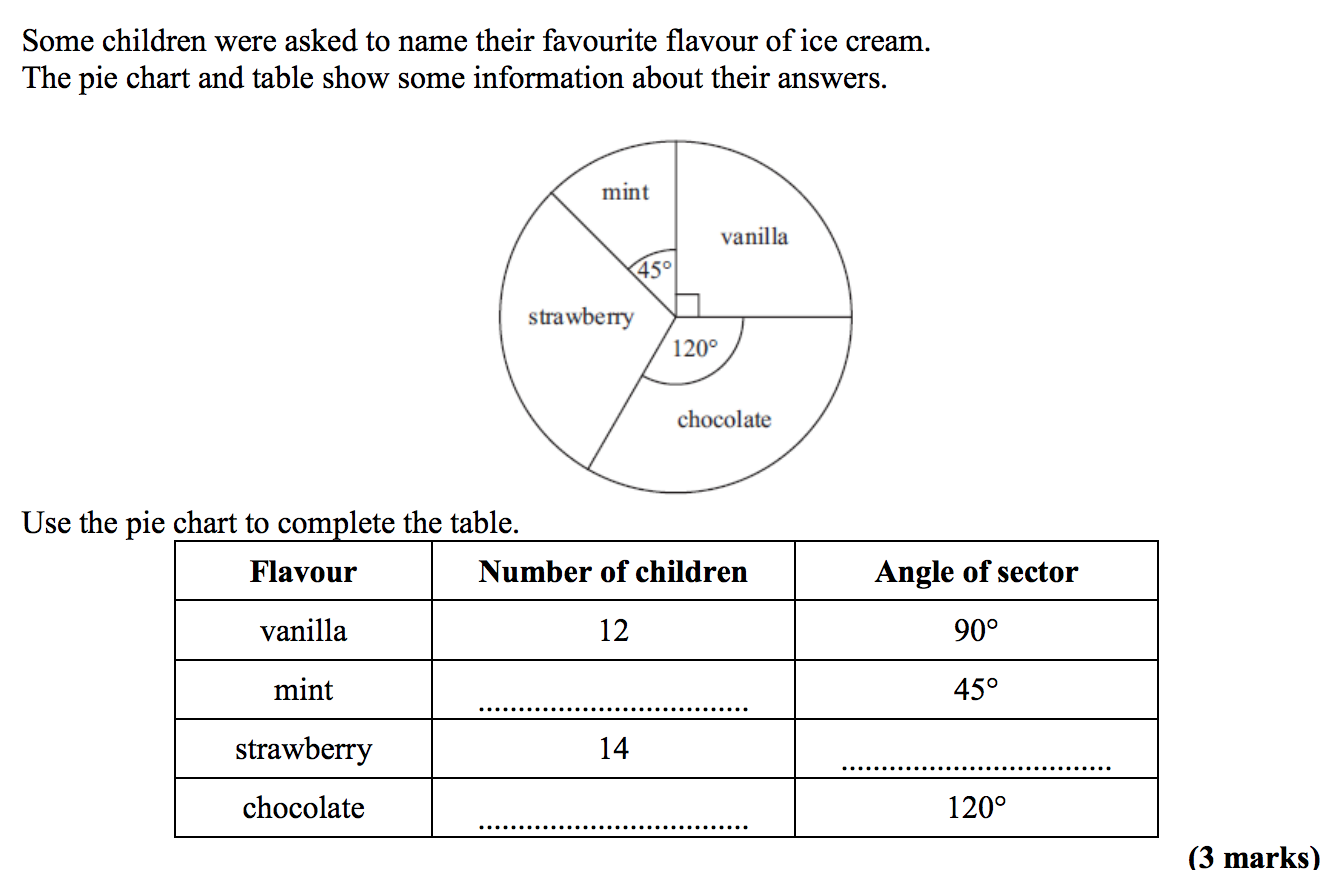 Some children were asked to name their favourite flavour of ice cream.
The pie chart and table show some information about their answers.
mint
vanilla
45°
strawberry
120°
chocolate
Use the pie chart to complete the table.
Flavour Number of children Angle of sector
vanilla 12 90°
mint .................................. 45°
strawberry 14 ..................................
chocolate .................................. 120°
(3 marks)